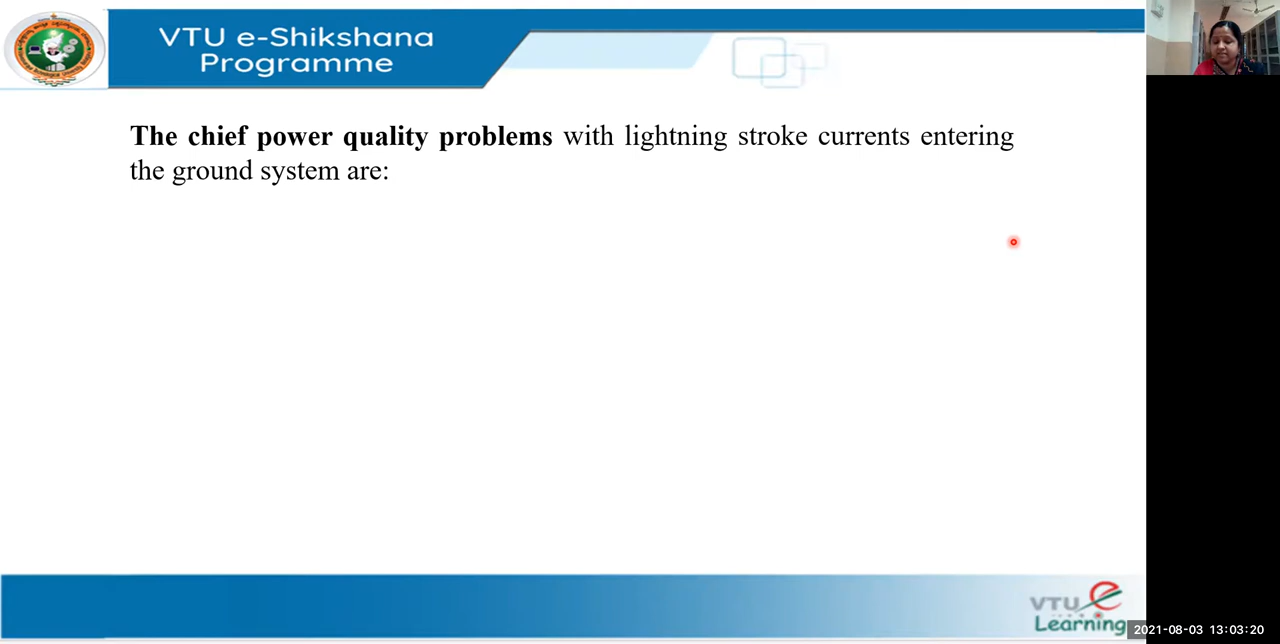 VTU e-Shikshana
Programme
The chief power quality problems with lightning stroke currents entering
the ground system are:
VTU
Learning
2021-08-03 13:03:20